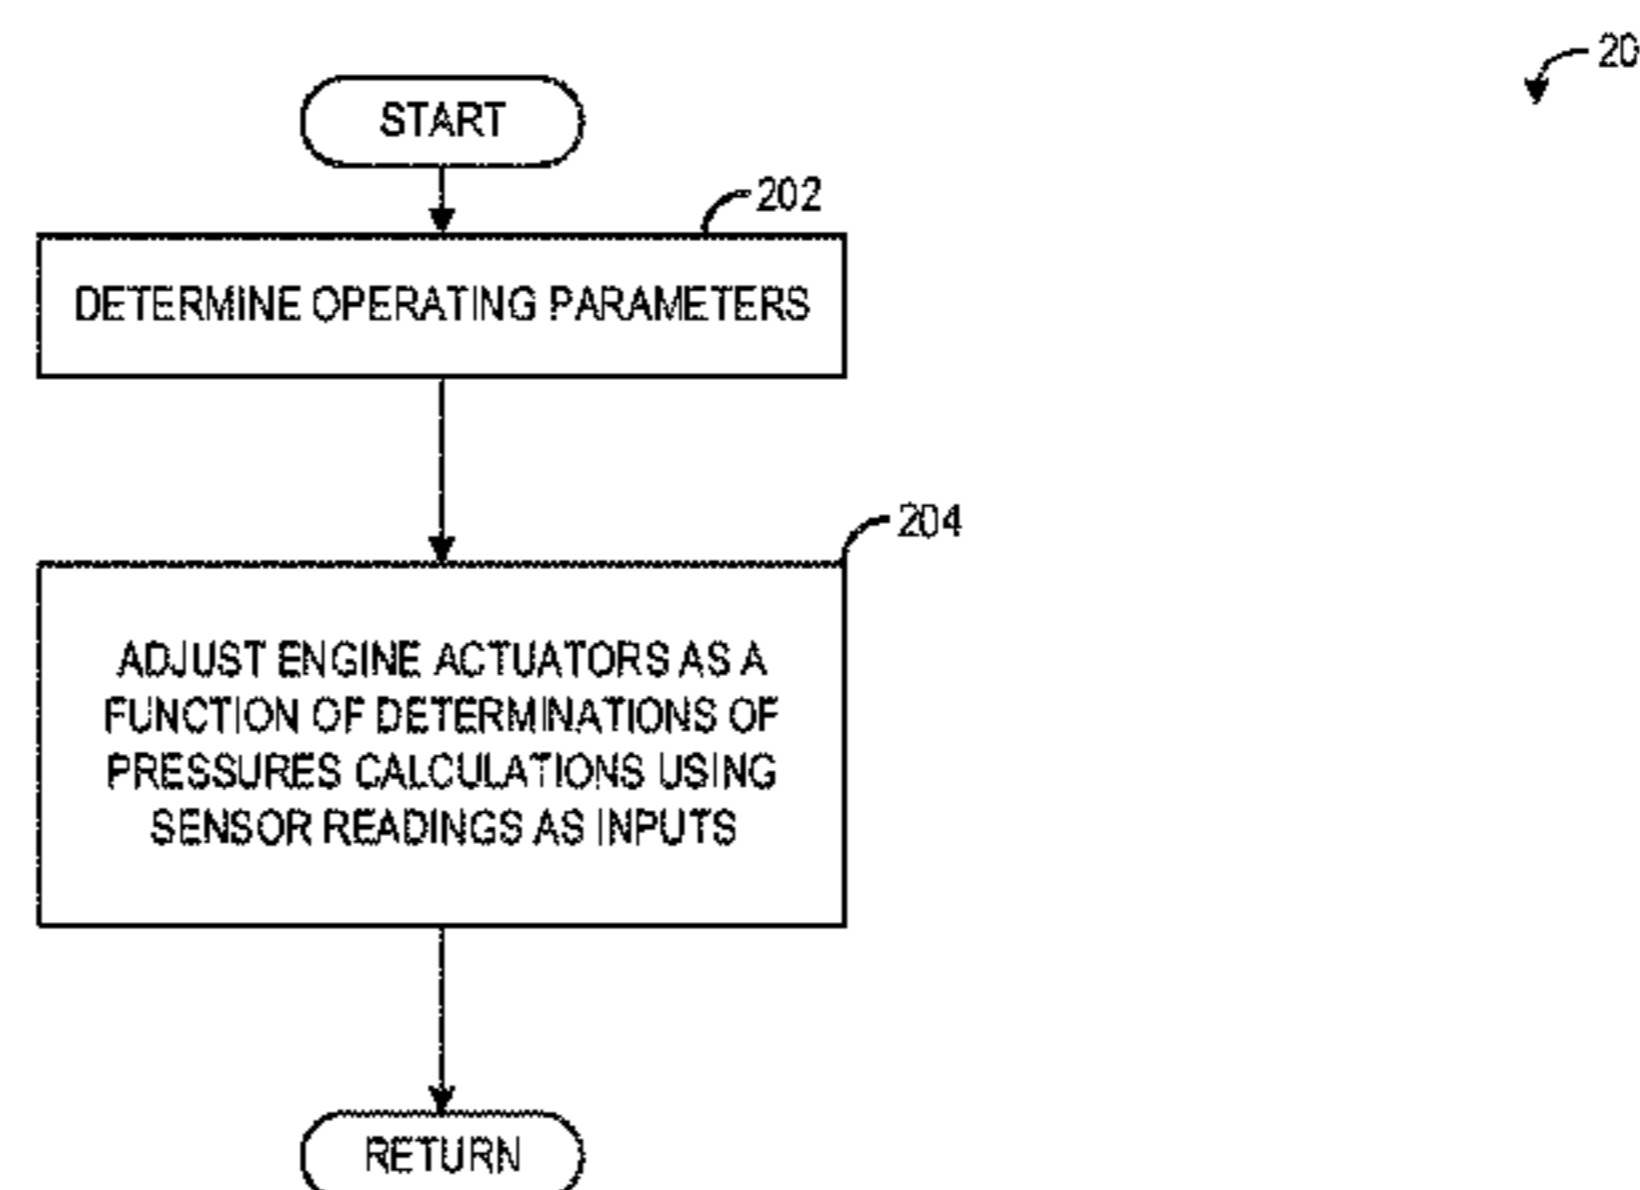 20
START
202
DETERMINE OPERATING PARAMETERS
204
ADJUST ENGINE ACTUATORS AS A
FUNCTION OF DETERMINATIONS OF
PRESSURES CALCULATIONS USING
SENSOR READINGS AS INPUTS
RETURN